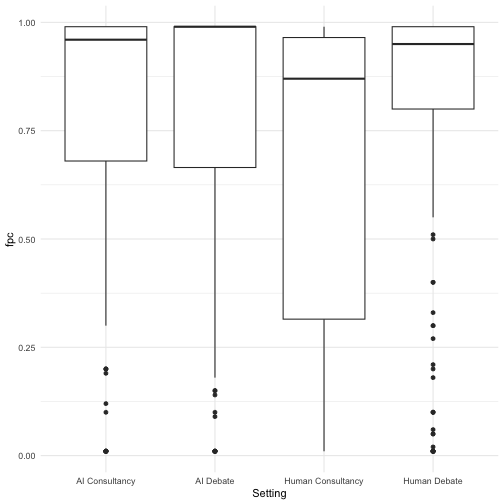 1.00
0.75
0.50
0.25
0.00
fpc
AI Consultancy AI Debate Human Consultancy Human Debate
Setting